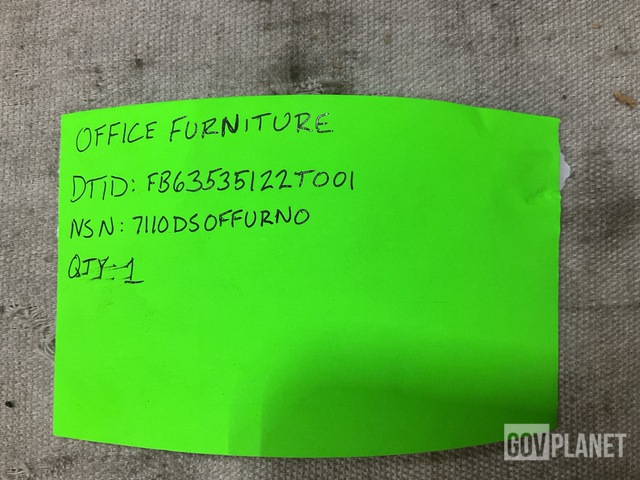 OFFICE FURNITURE
DTID: FB63535122T001
NSN: 7110DSOFFURNO
QTY: 1
GOVPLANET